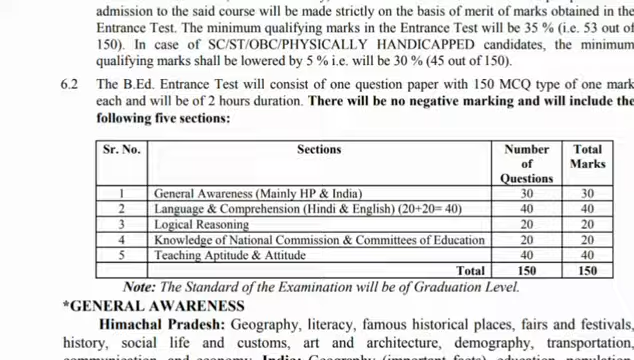 admission to the said course will be made strictly on the basis of merit of marks obtained in the
Entrance Test. The minimum qualifying marks in the Entrance Test will be 35 % (i.e. 53 out of
150). In case of SC/ST/OBC/PHYSICALLY HANDICAPPED candidates, the minimum
qualifying marks shall be lowered by 5 % i.e. will be 30 % (45 out of 150).
6.2 The B.Ed. Entrance Test will consist of one question paper with 150 MCQ type of one mark
each and will be of 2 hours duration. There will be no negative marking and will include the
following five sections:
Sr. No. Sections Number of Questions Total Marks
1 General Awareness (Mainly HP & India) 30 30
2 Language & Comprehension (Hindi & English) (20+20= 40) 40 40
3 Logical Reasoning 20 20
4 Knowledge of National Commission & Committees of Education 20 20
5 Teaching Aptitude & Attitude 40 40
Total 150 150
Note: The Standard of the Examination will be of Graduation Level.
*GENERAL AWARENESS
Himachal Pradesh: Geography, literacy, famous historical places, fairs and festivals,
history, social life and customs, art and architecture, demography, transportation,